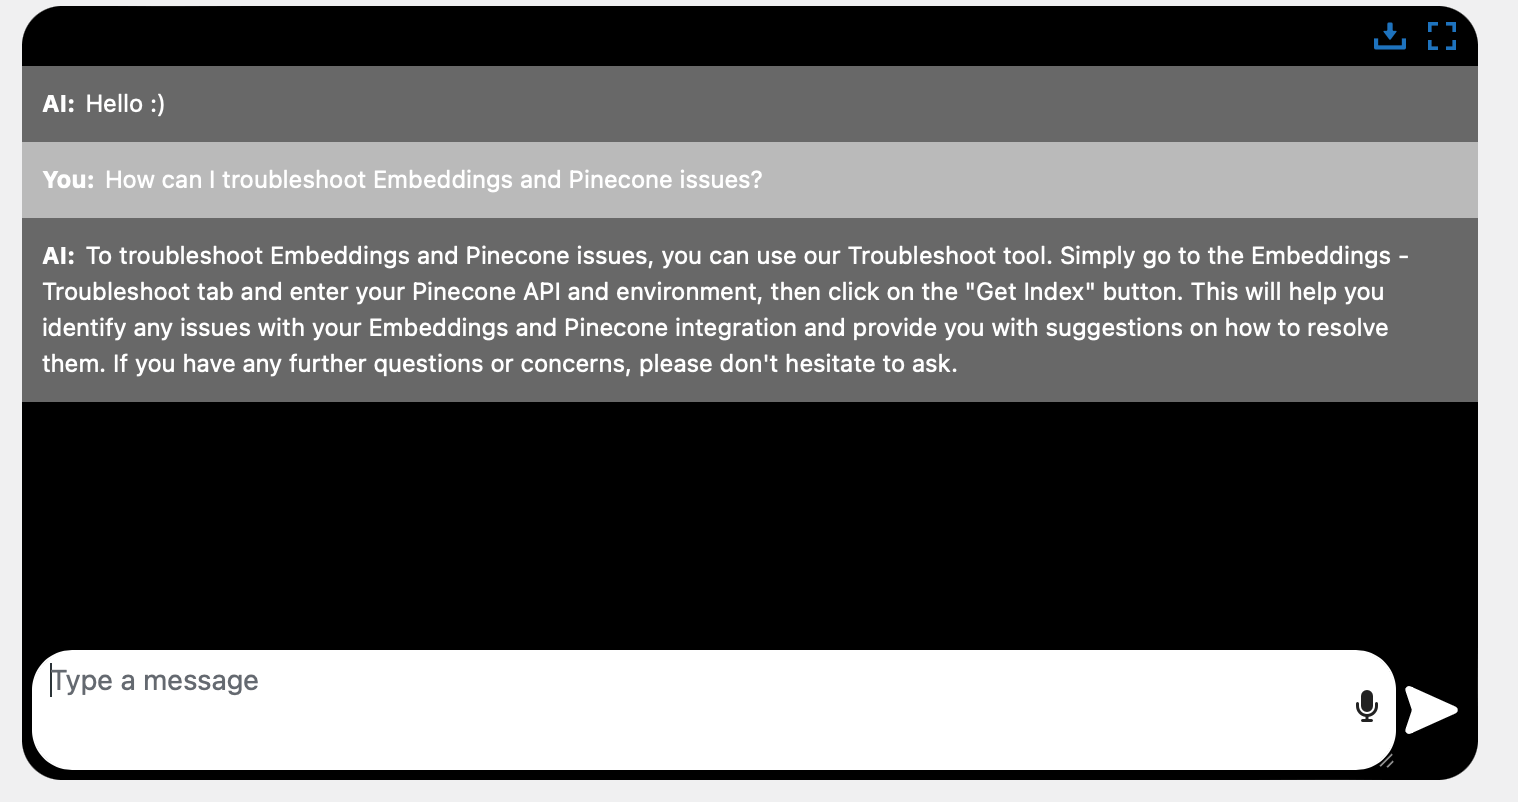 AI: Hello :)
You: How can I troubleshoot Embeddings and Pinecone issues?
AI: To troubleshoot Embeddings and Pinecone issues, you can use our Troubleshoot tool. Simply go to the Embeddings -
Troubleshoot tab and enter your Pinecone API and environment, then click on the "Get Index" button. This will help you
identify any issues with your Embeddings and Pinecone integration and provide you with suggestions on how to resolve
them. If you have any further questions or concerns, please don't hesitate to ask.
Type a message